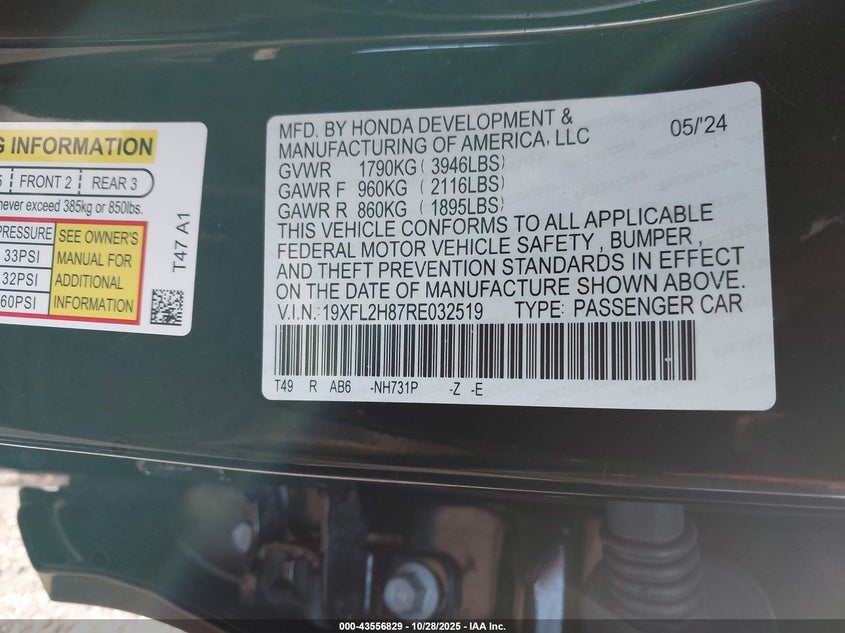 G INFORMATION
5 FRONT 2 REAR 3
never exceed 385kg or 850lbs.
PRESSURE
33PSI
32PSI
60PSI
SEE OWNER'S
MANUAL FOR
ADDITIONAL
INFORMATION
T47 A1
MFD. BY HONDA DEVELOPMENT &
MANUFACTURING OF AMERICA, LLC 05/'24
GVWR 1790KG ( 3946LBS)
GAWR F 960KG ( 2116LBS)
GAWR R 860KG ( 1895LBS)
THIS VEHICLE CONFORMS TO ALL APPLICABLE
FEDERAL MOTOR VEHICLE SAFETY , BUMPER ,
AND THEFT PREVENTION STANDARDS IN EFFECT
ON THE DATE OF MANUFACTURE SHOWN ABOVE.
V.I.N.: 19XFL2H87RE032519 TYPE: PASSENGER CAR
T49 R AB6 -NH731P -Z -E
000-43556829 - 10/28/2025 - IAA Inc.